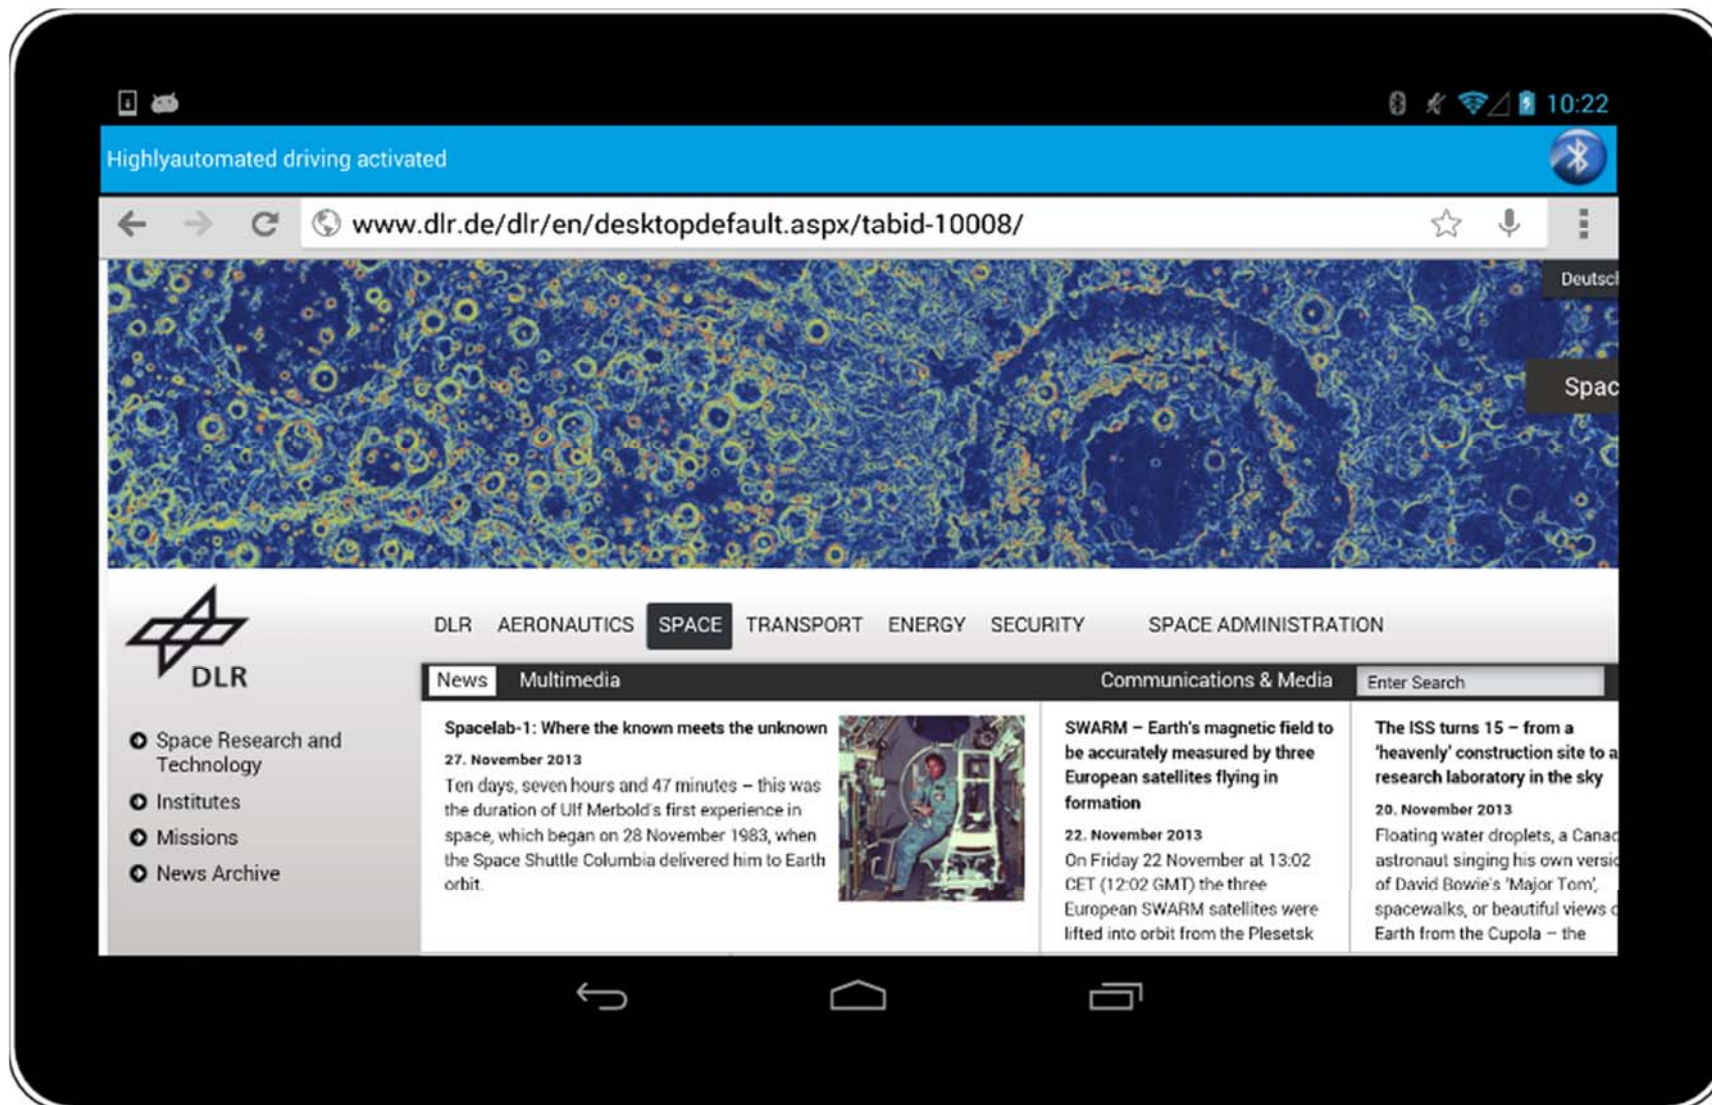 10:22
Highlyautomated driving activated
www.dlr.de/dlr/en/desktopdefault.aspx/tabid-10008/
Deutsch
Spac
DLR AERONAUTICS SPACE TRANSPORT ENERGY SECURITY SPACE ADMINISTRATION
DLR
News Multimedia Communications & Media Enter Search
Space Research and
Technology
Institutes
Missions
News Archive
Spacelab-1: Where the known meets the unknown
27. November 2013
Ten days, seven hours and 47 minutes – this was
the duration of Ulf Merbold's first experience in
space, which began on 28 November 1983, when
the Space Shuttle Columbia delivered him to Earth
orbit.
SWARM – Earth's magnetic field to
be accurately measured by three
European satellites flying in
formation
22. November 2013
On Friday 22 November at 13:02
CET (12:02 GMT) the three
European SWARM satellites were
lifted into orbit from the Plesetsk
The ISS turns 15 – from a
'heavenly' construction site to a
research laboratory in the sky
20. November 2013
Floating water droplets, a Canad
astronaut singing his own versio
of David Bowie's 'Major Tom',
spacewalks, or beautiful views o
Earth from the Cupola – the